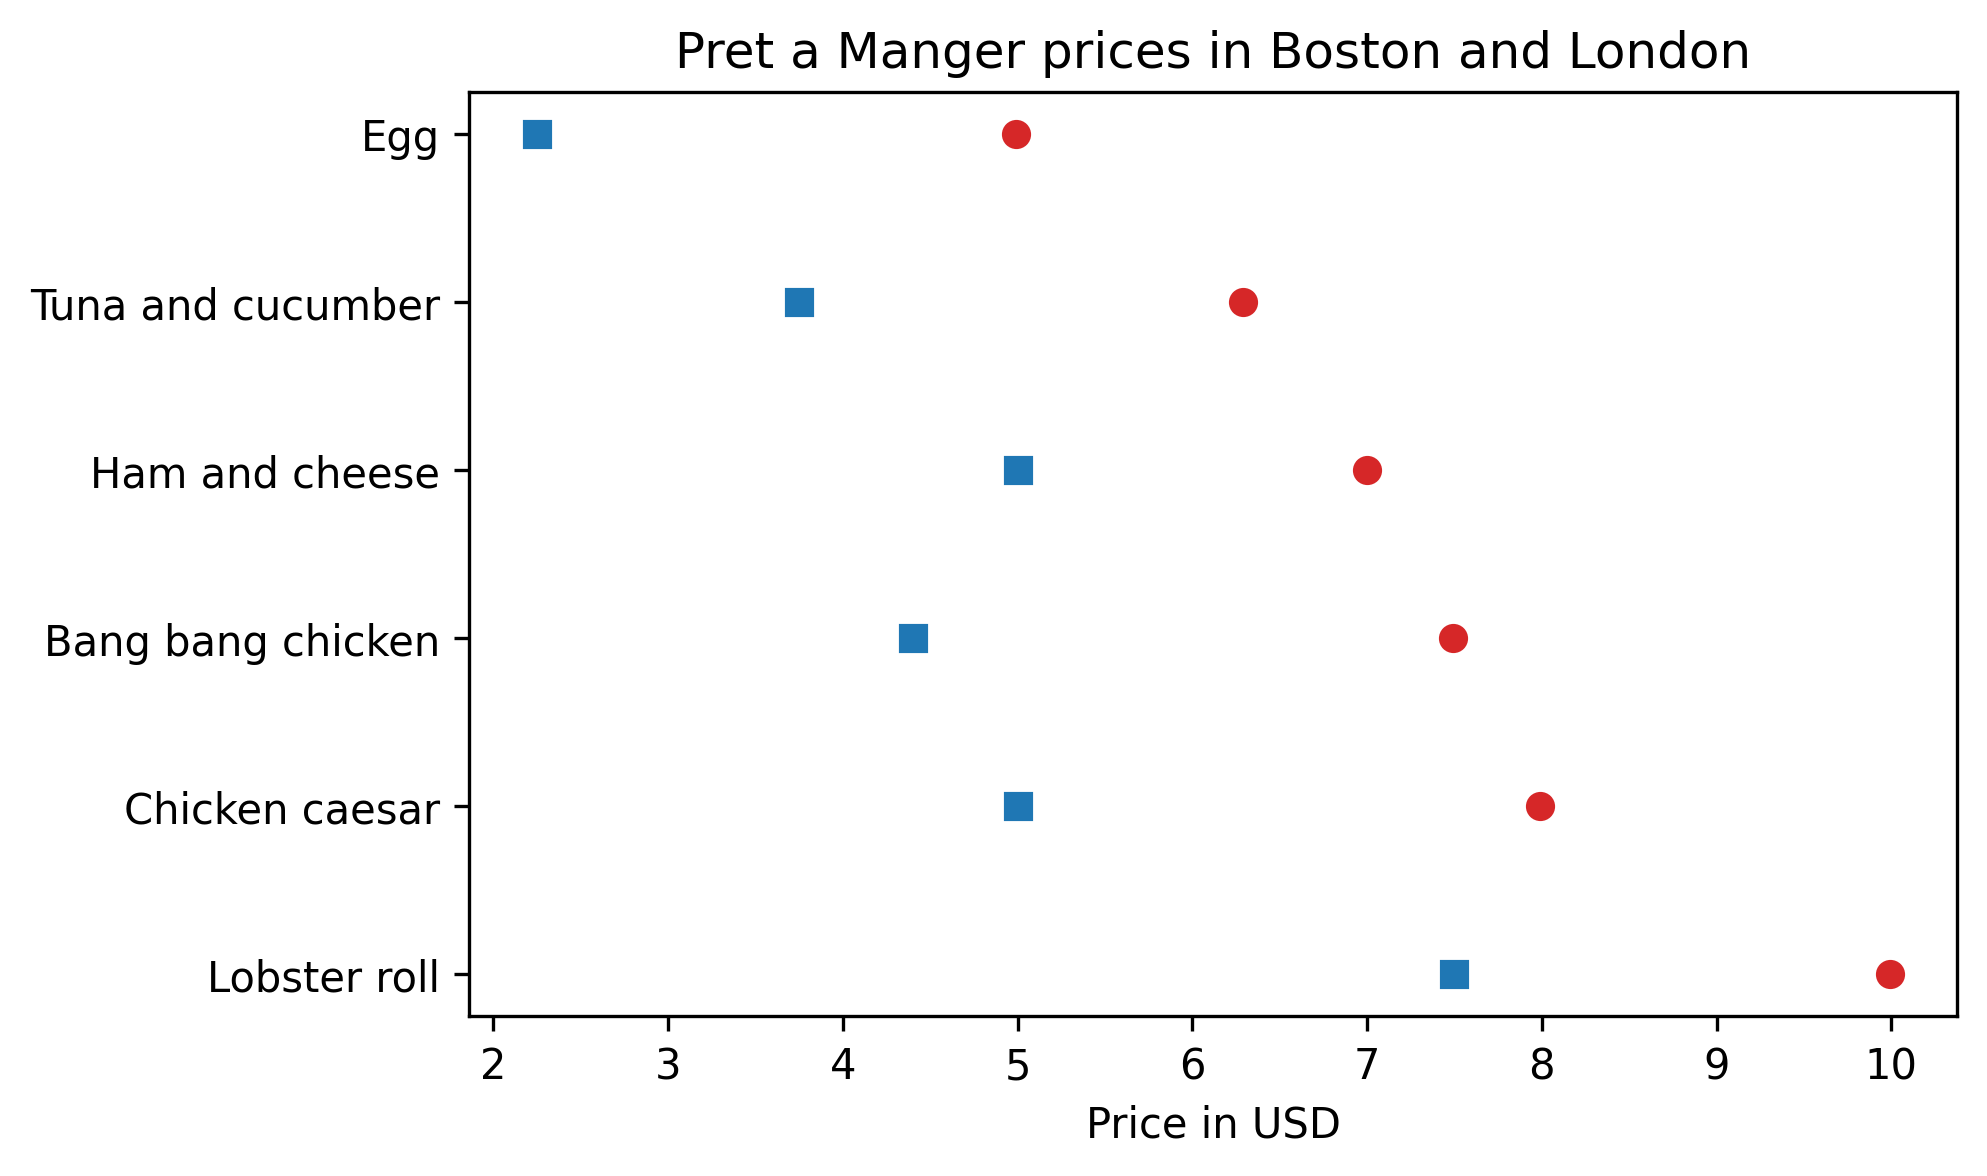 Pret a Manger prices in Boston and London
Egg
Tuna and cucumber
Ham and cheese
Bang bang chicken
Chicken caesar
Lobster roll
2 3 4 5 6 7 8 9 10
Price in USD